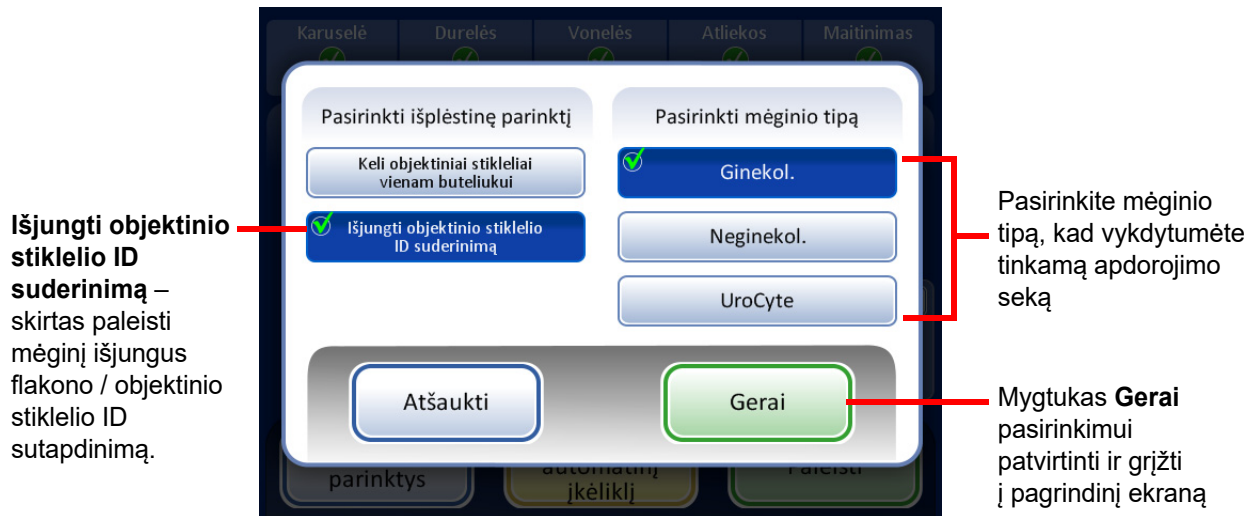 Karuselė
Durelės
Vonelės
Atliekos
Maitinimas
Pasirinkti išplėstinę parinktį
Keli objektiniai stikleliai
vienam buteliukui
Išjungti objektinio stiklelio
ID suderinimą
Pasirinkti mėginio tipą
Ginekol.
Neginekol.
UroCyte
Atšaukti
Gerai
parinktys
automatinį
įkėliklį
Paleisti
Išjungti objektinio
stiklelio ID
suderinimą –
skirtas paleisti
mėginį išjungus
flakono / objektinio
stiklelio ID
sutapdinimą.
Pasirinkite mėginio
tipą, kad vykdytumėte
tinkamą apdorojimo
seką
Mygtukas Gerai
pasirinkimui
patvirtinti ir grįžti
į pagrindinį ekraną